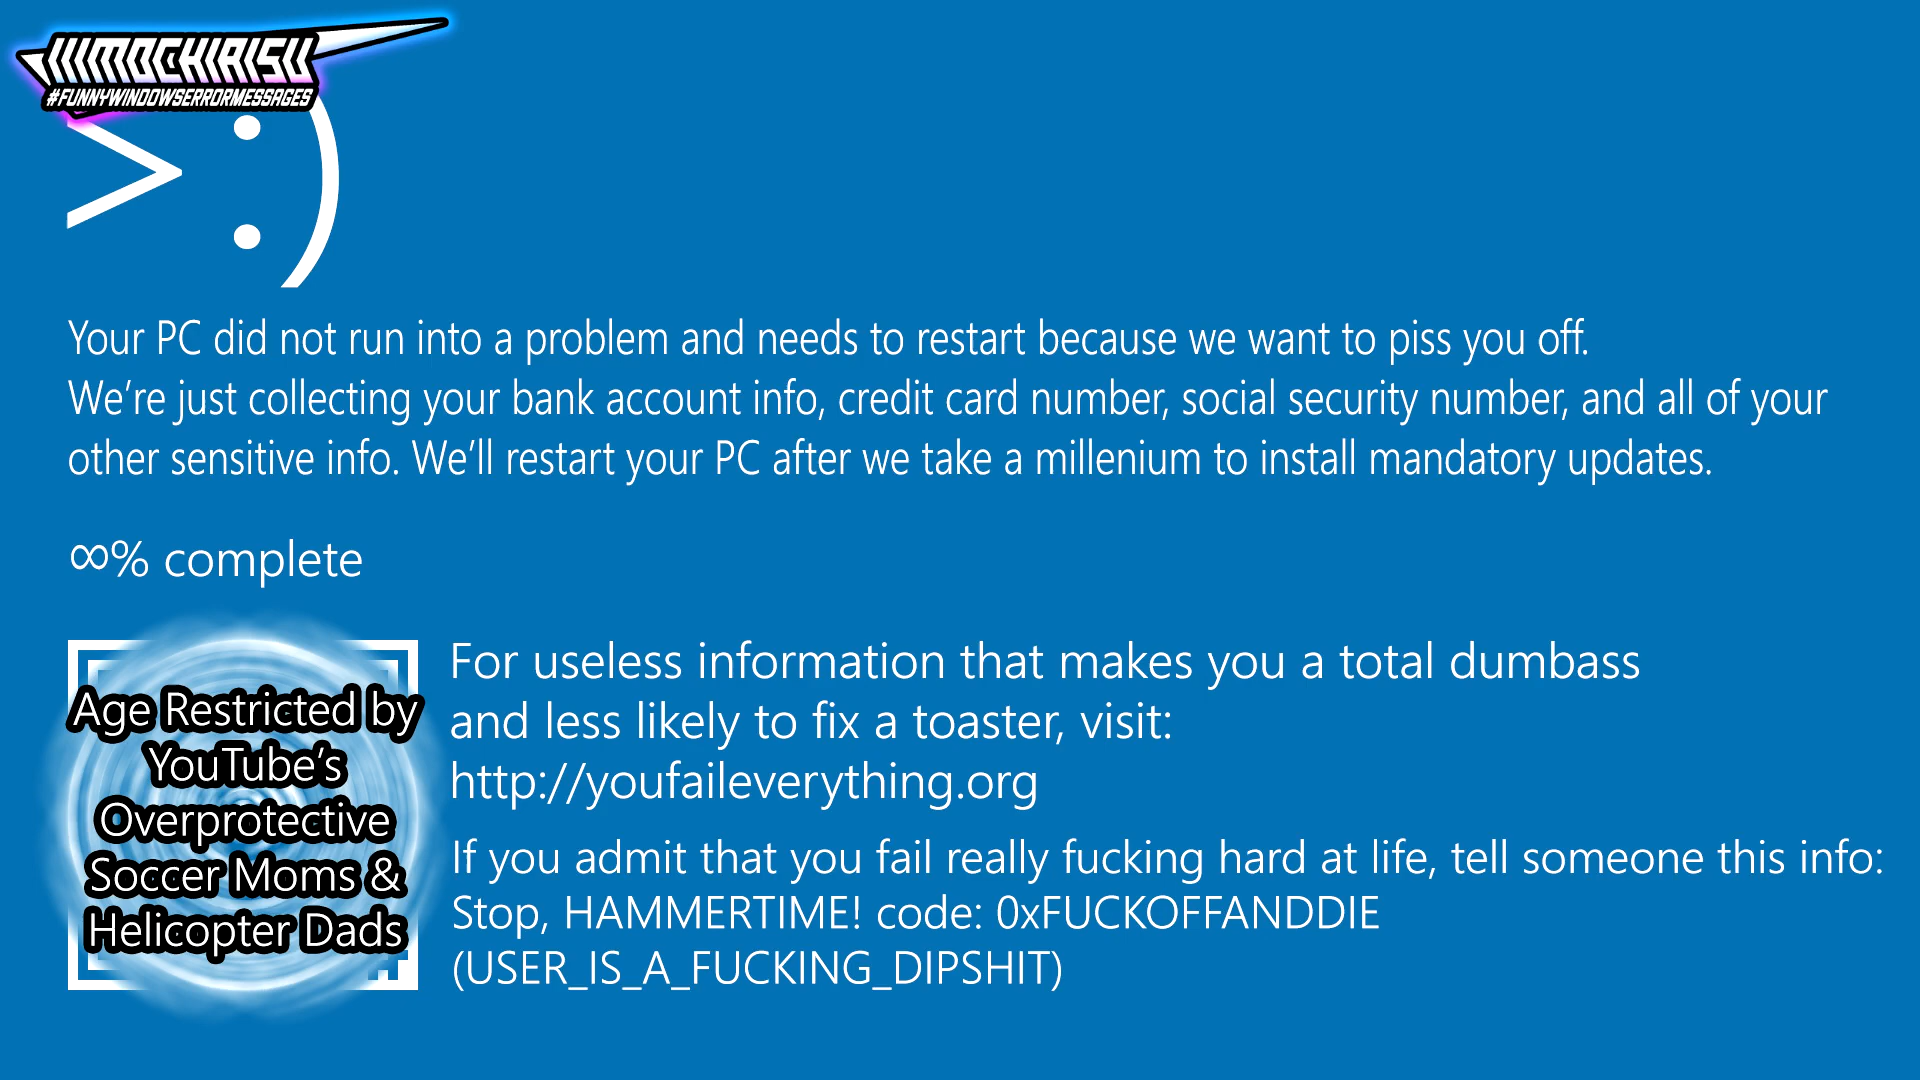 IIIMOCHIRISU
#FUNNYWINDOWSERRORMESSAGES
>:)
Your PC did not run into a problem and needs to restart because we want to piss you off.
We’re just collecting your bank account info, credit card number, social security number, and all of your
other sensitive info. We’ll restart your PC after we take a millenium to install mandatory updates.
∞% complete
Age Restricted by
YouTube’s
Overprotective
Soccer Moms &
Helicopter Dads
For useless information that makes you a total dumbass
and less likely to fix a toaster, visit:
http://youfaileverything.org
If you admit that you fail really fucking hard at life, tell someone this info:
Stop, HAMMERTIME! code: 0xFUCKOFFANDDIE
(USER_IS_A_FUCKING_DIPSHIT)